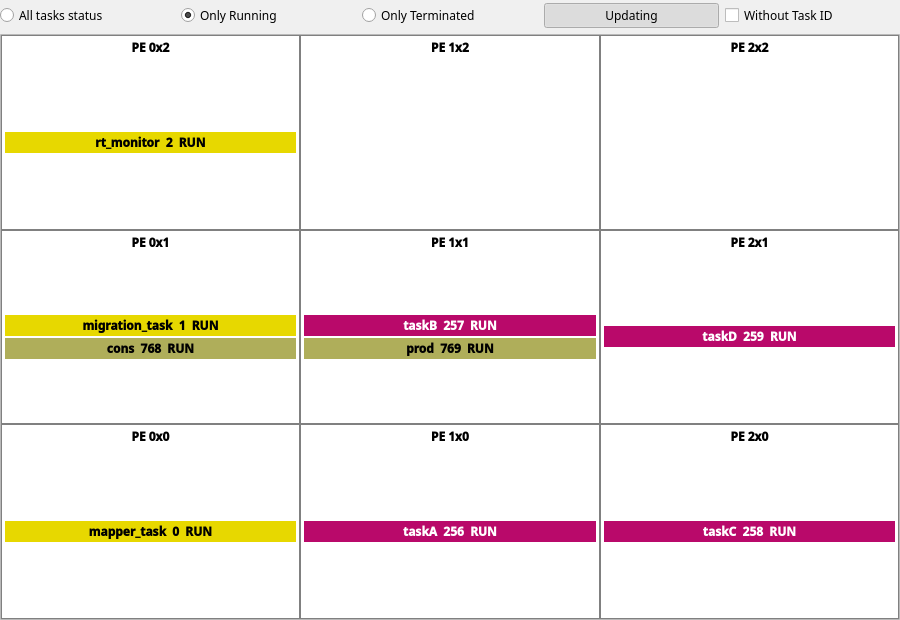 All tasks status Only Running Only Terminated Updating Without Task ID
PE 0x2 PE 1x2 PE 2x2
rt_monitor 2 RUN
PE 0x1 PE 1x1 PE 2x1
migration_task 1 RUN taskB 257 RUN
taskD 259 RUN
cons 768 RUN prod 769 RUN
PE 0x0 PE 1x0 PE 2x0
mapper_task 0 RUN taskA 256 RUN taskC 258 RUN